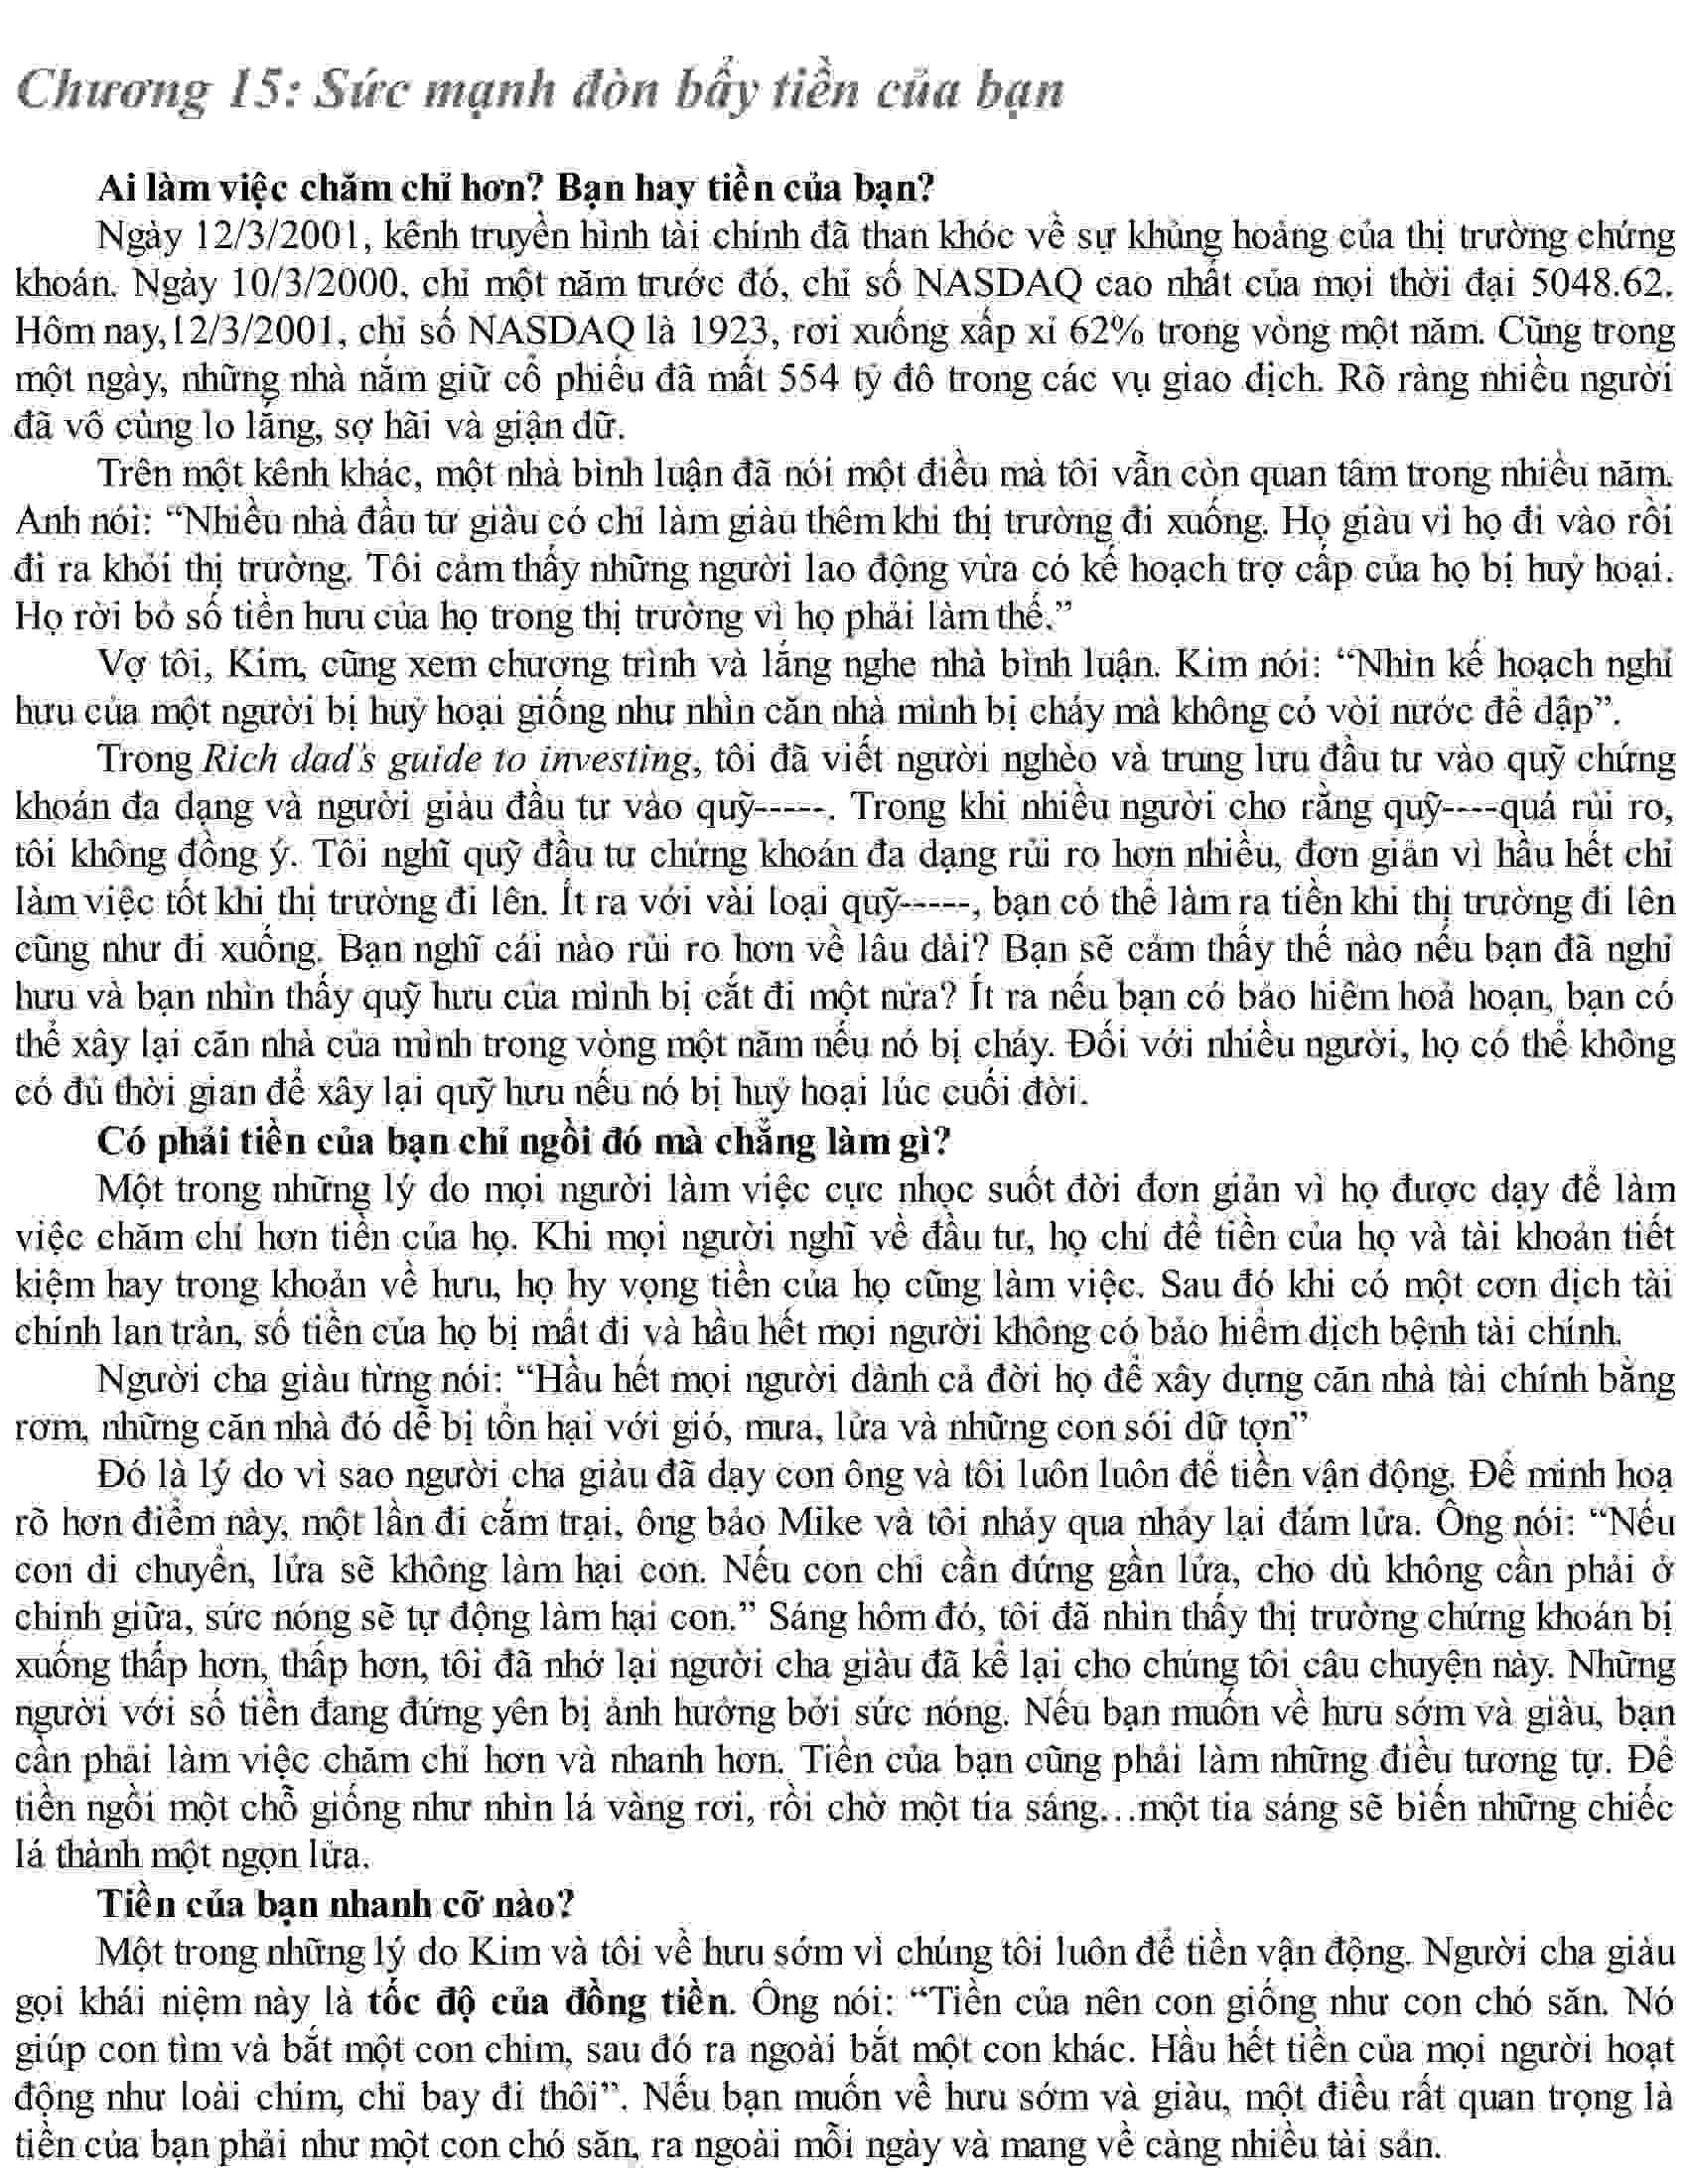 Chương 15: Sức mạnh đòn bẩy tiền của bạn
Ai làm việc chăm chỉ hơn? Bạn hay tiền của bạn?
Ngày 12/3/2001, kênh truyền hình tài chính đã than khóc về sự khủng hoảng của thị trường chứng
khoán. Ngày 10/3/2000, chỉ một năm trước đó, chỉ số NASDAQ cao nhất của mọi thời đại 5048.62.
Hôm nay,12/3/2001, chỉ số NASDAQ là 1923, rơi xuống xấp xỉ 62% trong vòng một năm. Cũng trong
một ngày, những nhà nắm giữ cổ phiếu đã mất 554 tỷ đô trong các vụ giao dịch. Rõ ràng nhiều người
đã vô cùng lo lắng, sợ hãi và giận dữ.
Trên một kênh khác, một nhà bình luận đã nói một điều mà tôi vẫn còn quan tâm trong nhiều năm.
Anh nói: “Nhiều nhà đầu tư giàu có chỉ làm giàu thêm khi thị trường đi xuống. Họ giàu vì họ đi vào rồi
đi ra khỏi thị trường. Tôi cảm thấy những người lao động vừa có kế hoạch trợ cấp của họ bị huỷ hoại.
Họ rời bỏ số tiền hưu của họ trong thị trường vì họ phải làm thế.”
Vợ tôi, Kim, cũng xem chương trình và lắng nghe nhà bình luận. Kim nói: “Nhìn kế hoạch nghỉ
hưu của một người bị huỷ hoại giống như nhìn căn nhà mình bị cháy mà không có vòi nước để dập”.
Trong Rich dad's guide to investing, tôi đã viết người nghèo và trung lưu đầu tư vào quỹ chứng
khoán đa dạng và người giàu đầu tư vào quỹ-----. Trong khi nhiều người cho rằng quỹ----quá rủi ro,
tôi không đồng ý. Tôi nghĩ quỹ đầu tư chứng khoán đa dạng rủi ro hơn nhiều, đơn giản vì hầu hết chỉ
làm việc tốt khi thị trường đi lên. Ít ra với vài loại quỹ-----, bạn có thể làm ra tiền khi thị trường đi lên
cũng như đi xuống. Bạn nghĩ cái nào rủi ro hơn về lâu dài? Bạn sẽ cảm thấy thế nào nếu bạn đã nghỉ
hưu và bạn nhìn thấy quỹ hưu của mình bị cắt đi một nửa? Ít ra nếu bạn có bảo hiểm hoả hoạn, bạn có
thể xây lại căn nhà của mình trong vòng một năm nếu nó bị cháy. Đối với nhiều người, họ có thể không
có đủ thời gian để xây lại quỹ hưu nếu nó bị huỷ hoại lúc cuối đời.
Có phải tiền của bạn chỉ ngồi đó mà chẳng làm gì?
Một trong những lý do mọi người làm việc cực nhọc suốt đời đơn giản vì họ được dạy để làm
việc chăm chỉ hơn tiền của họ. Khi mọi người nghĩ về đầu tư, họ chỉ để tiền của họ và tài khoản tiết
kiệm hay trong khoản về hưu, họ hy vọng tiền của họ cũng làm việc. Sau đó khi có một cơn dịch tài
chính lan tràn, số tiền của họ bị mất đi và hầu hết mọi người không có bảo hiểm dịch bệnh tài chính.
Người cha giàu từng nói: “Hầu hết mọi người dành cả đời họ để xây dựng căn nhà tài chính bằng
rơm, những căn nhà đó dễ bị tổn hại với gió, mưa, lửa và những con sói dữ tợn”
Đó là lý do vì sao người cha giàu đã dạy con ông và tôi luôn luôn để tiền vận động. Để minh hoạ
rõ hơn điểm này, một lần đi cắm trại, ông bảo Mike và tôi nhảy qua nhảy lại đám lửa. Ông nói: “Nếu
con di chuyển, lửa sẽ không làm hại con. Nếu con chỉ cần đứng gần lửa, cho dù không cần phải ở
chính giữa, sức nóng sẽ tự động làm hại con.” Sáng hôm đó, tôi đã nhìn thấy thị trường chứng khoán bị
xuống thấp hơn, thấp hơn, tôi đã nhớ lại người cha giàu đã kể lại cho chúng tôi câu chuyện này. Những
người với số tiền đang đứng yên bị ảnh hưởng bởi sức nóng. Nếu bạn muốn về hưu sớm và giàu, bạn
cần phải làm việc chăm chỉ hơn và nhanh hơn. Tiền của bạn cũng phải làm những điều tương tự. Để
tiền ngồi một chỗ giống như nhìn lá vàng rơi, rồi chờ một tia sáng…một tia sáng sẽ biến những chiếc
lá thành một ngọn lửa.
Tiền của bạn nhanh cỡ nào?
Một trong những lý do Kim và tôi về hưu sớm vì chúng tôi luôn để tiền vận động. Người cha giàu
gọi khái niệm này là tốc độ của đồng tiền. Ông nói: “Tiền của nên con giống như con chó săn. Nó
giúp con tìm và bắt một con chim, sau đó ra ngoài bắt một con khác. Hầu hết tiền của mọi người hoạt
động như loài chim, chỉ bay đi thôi”. Nếu bạn muốn về hưu sớm và giàu, một điều rất quan trọng là
tiền của bạn phải như một con chó săn, ra ngoài mỗi ngày và mang về càng nhiều tài sản.